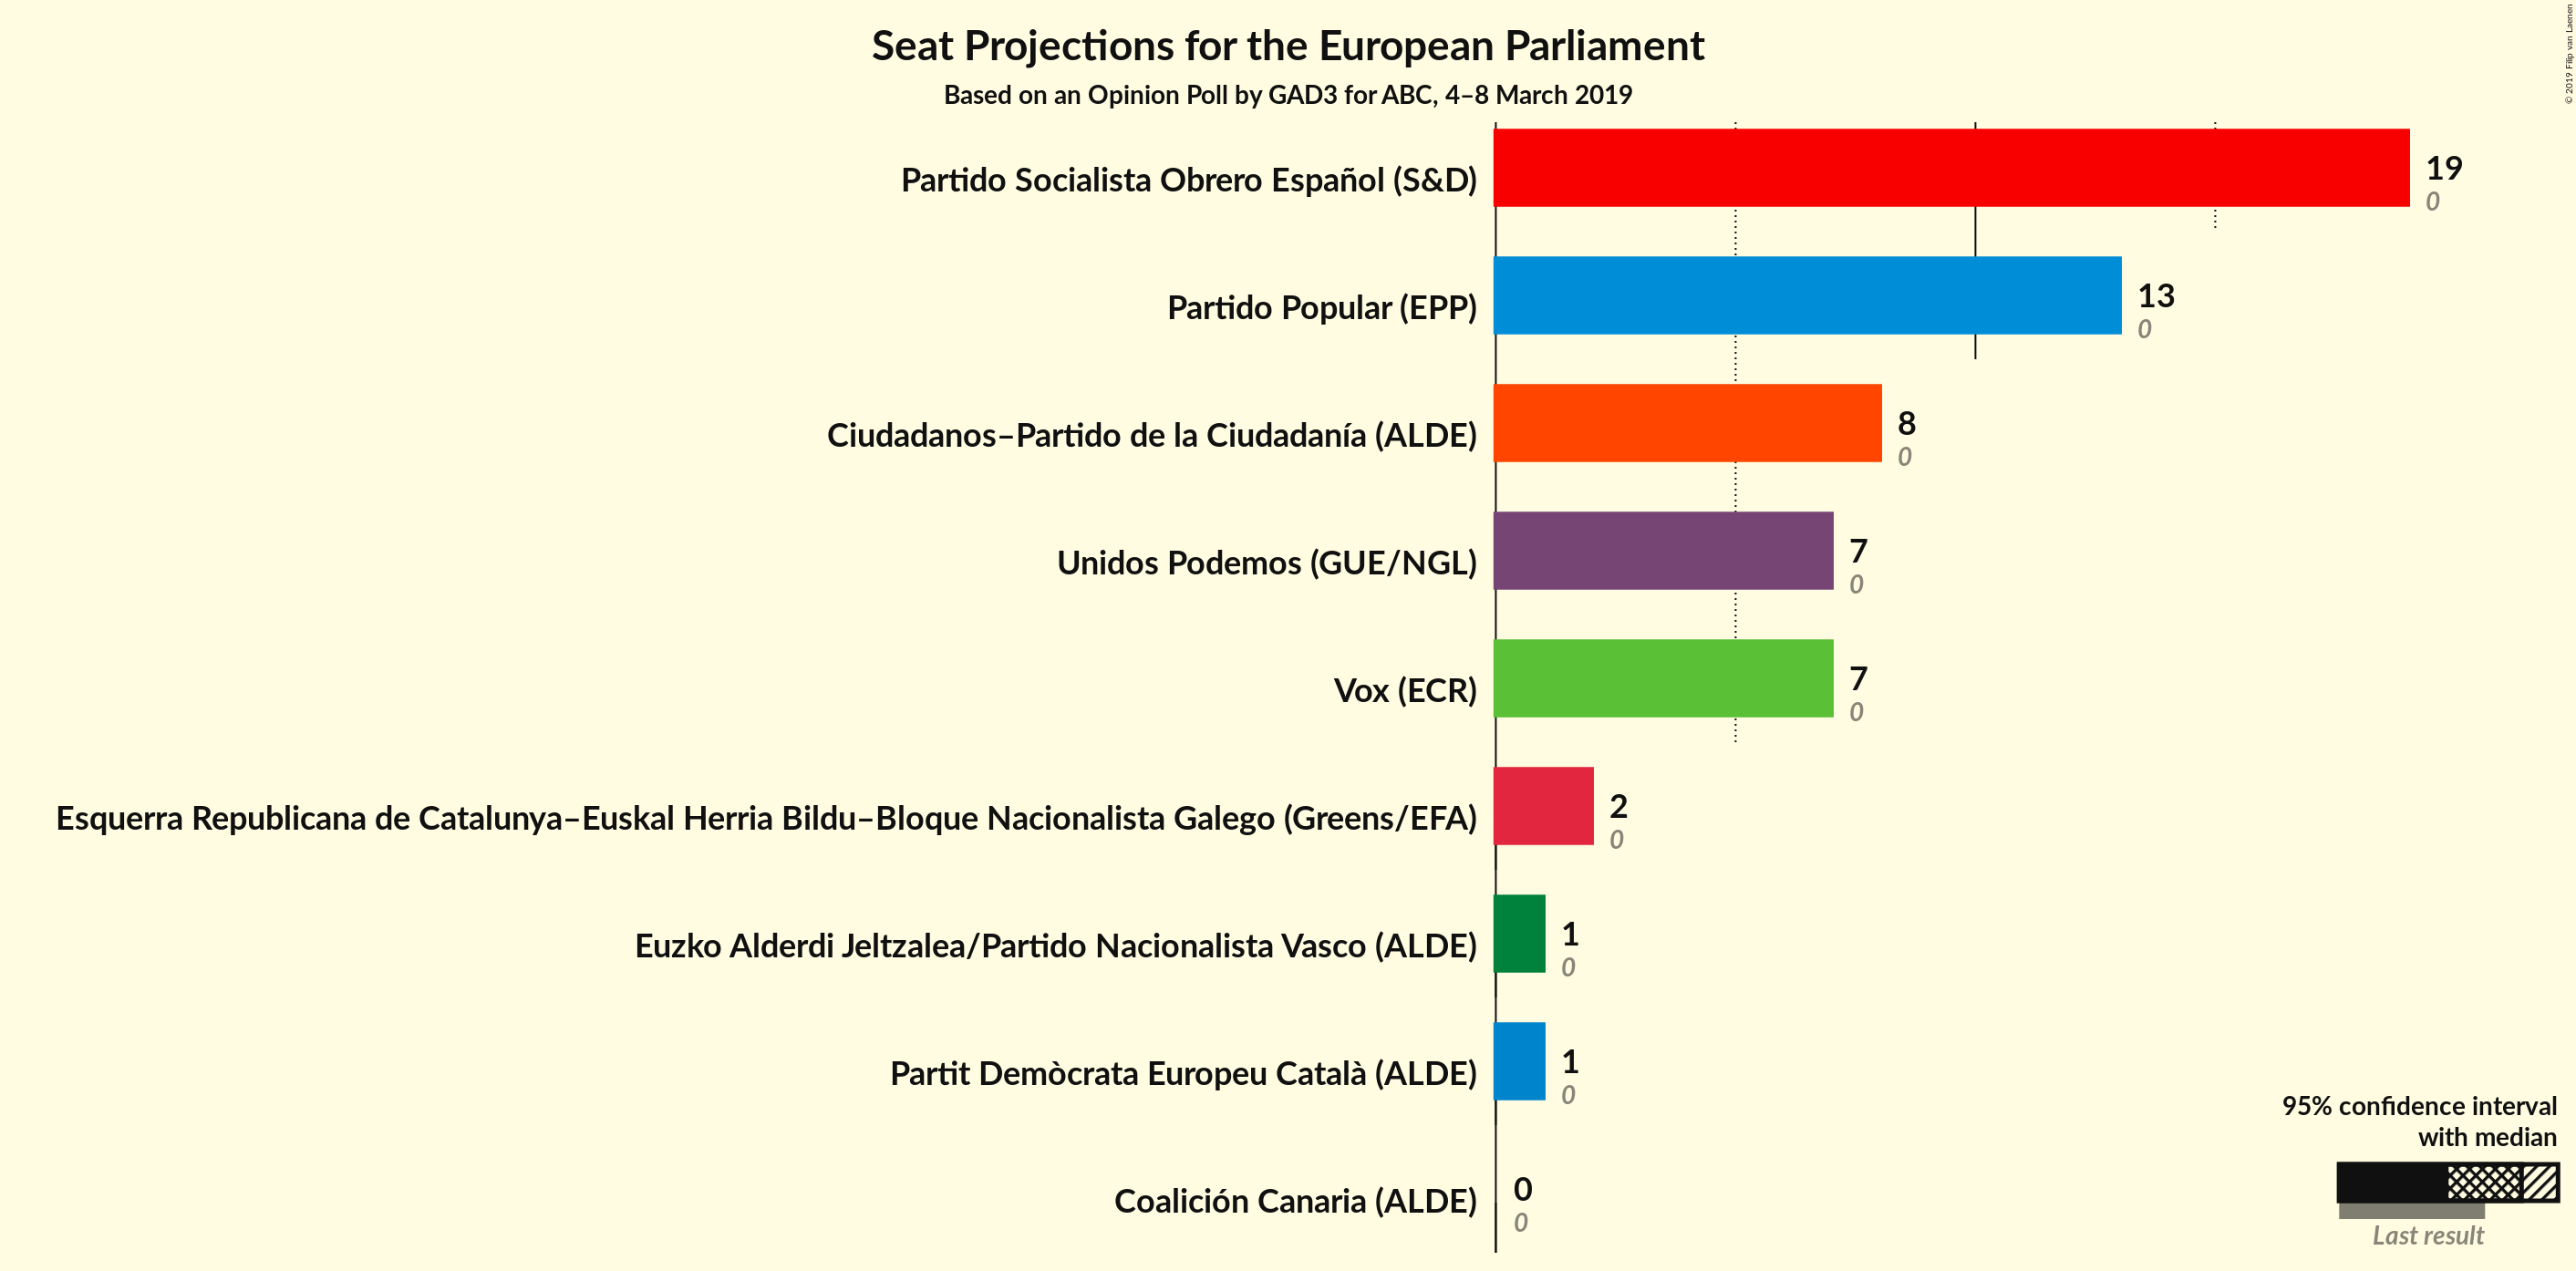 Seat Projections for the European Parliament
Based on an Opinion Poll by GAD3 for ABC, 4–8 March 2019
© 2019 Filip van Laenen
Partido Socialista Obrero Español (S&D)
19
0
Partido Popular (EPP)
13
0
Ciudadanos–Partido de la Ciudadanía (ALDE)
8
0
Unidos Podemos (GUE/NGL)
7
0
Vox (ECR)
7
0
Esquerra Republicana de Catalunya–Euskal Herria Bildu–Bloque Nacionalista Galego (Greens/EFA)
2
0
Euzko Alderdi Jeltzalea/Partido Nacionalista Vasco (ALDE)
1
0
Partit Demòcrata Europeu Català (ALDE)
1
0
Coalición Canaria (ALDE)
0
0
95% confidence interval
with median
Last result